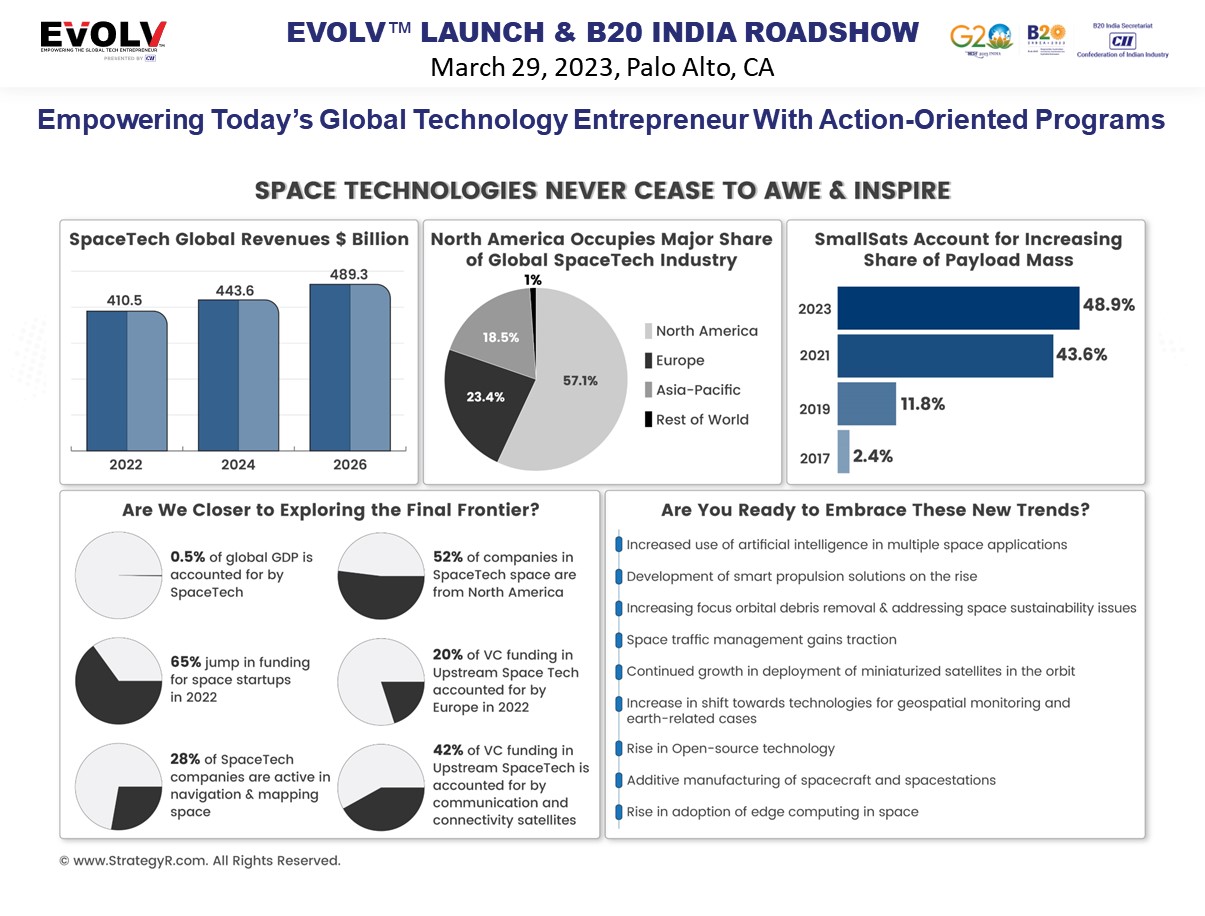 EVOLV
EMPOWERING THE GLOBAL TECH ENTREPRENEUR
PRESENTED BY CII
EVOLV™ LAUNCH & B20 INDIA ROADSHOW
March 29, 2023, Palo Alto, CA
G20
B20
B20 India Secretariat
CII
Confederation of Indian Industry
Empowering Today's Global Technology Entrepreneur With Action-Oriented Programs
SPACE TECHNOLOGIES NEVER CEASE TO AWE & INSPIRE
SpaceTech Global Revenues $ Billion
410.5
443.6
489.3
2022
2024
2026
North America Occupies Major Share
of Global SpaceTech Industry
1%
18.5%
23.4%
57.1%
North America
Europe
Asia-Pacific
Rest of World
SmallSats Account for Increasing
Share of Payload Mass
2023 48.9%
2021 43.6%
2019 11.8%
2017 2.4%
Are We Closer to Exploring the Final Frontier?
0.5% of global GDP is
accounted for by
SpaceTech
52% of companies in
SpaceTech space are
from North America
65% jump in funding
for space startups
in 2022
20% of VC funding in
Upstream Space Tech
accounted for by
Europe in 2022
28% of SpaceTech
companies are active in
navigation & mapping
space
42% of VC funding in
Upstream SpaceTech is
accounted for by
communication and
connectivity satellites
Are You Ready to Embrace These New Trends?
Increased use of artificial intelligence in multiple space applications
Development of smart propulsion solutions on the rise
Increasing focus orbital debris removal & addressing space sustainability issues
Space traffic management gains traction
Continued growth in deployment of miniaturized satellites in the orbit
Increase in shift towards technologies for geospatial monitoring and
earth-related cases
Rise in Open-source technology
Additive manufacturing of spacecraft and spacestations
Rise in adoption of edge computing in space
© www.StrategyR.com. All Rights Reserved.